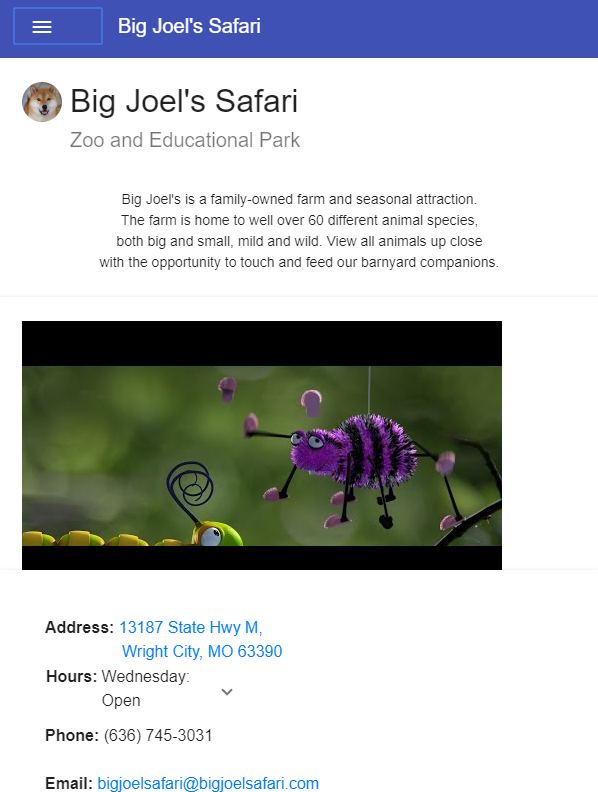 Big Joel's Safari
Big Joel's Safari
Zoo and Educational Park
Big Joel's is a family-owned farm and seasonal attraction.
The farm is home to well over 60 different animal species,
both big and small, mild and wild. View all animals up close
with the opportunity to touch and feed our barnyard companions.
Address: 13187 State Hwy M,
Wright City, MO 63390
Hours: Wednesday:
Open
Phone: (636) 745-3031
Email: bigjoelsafari@bigjoelsafari.com